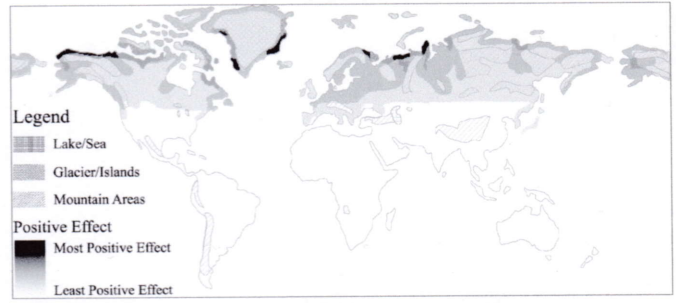 Legend
Lake/Sea
Glacier/Islands
Mountain Areas
Positive Effect
Most Positive Effect
Least Positive Effect